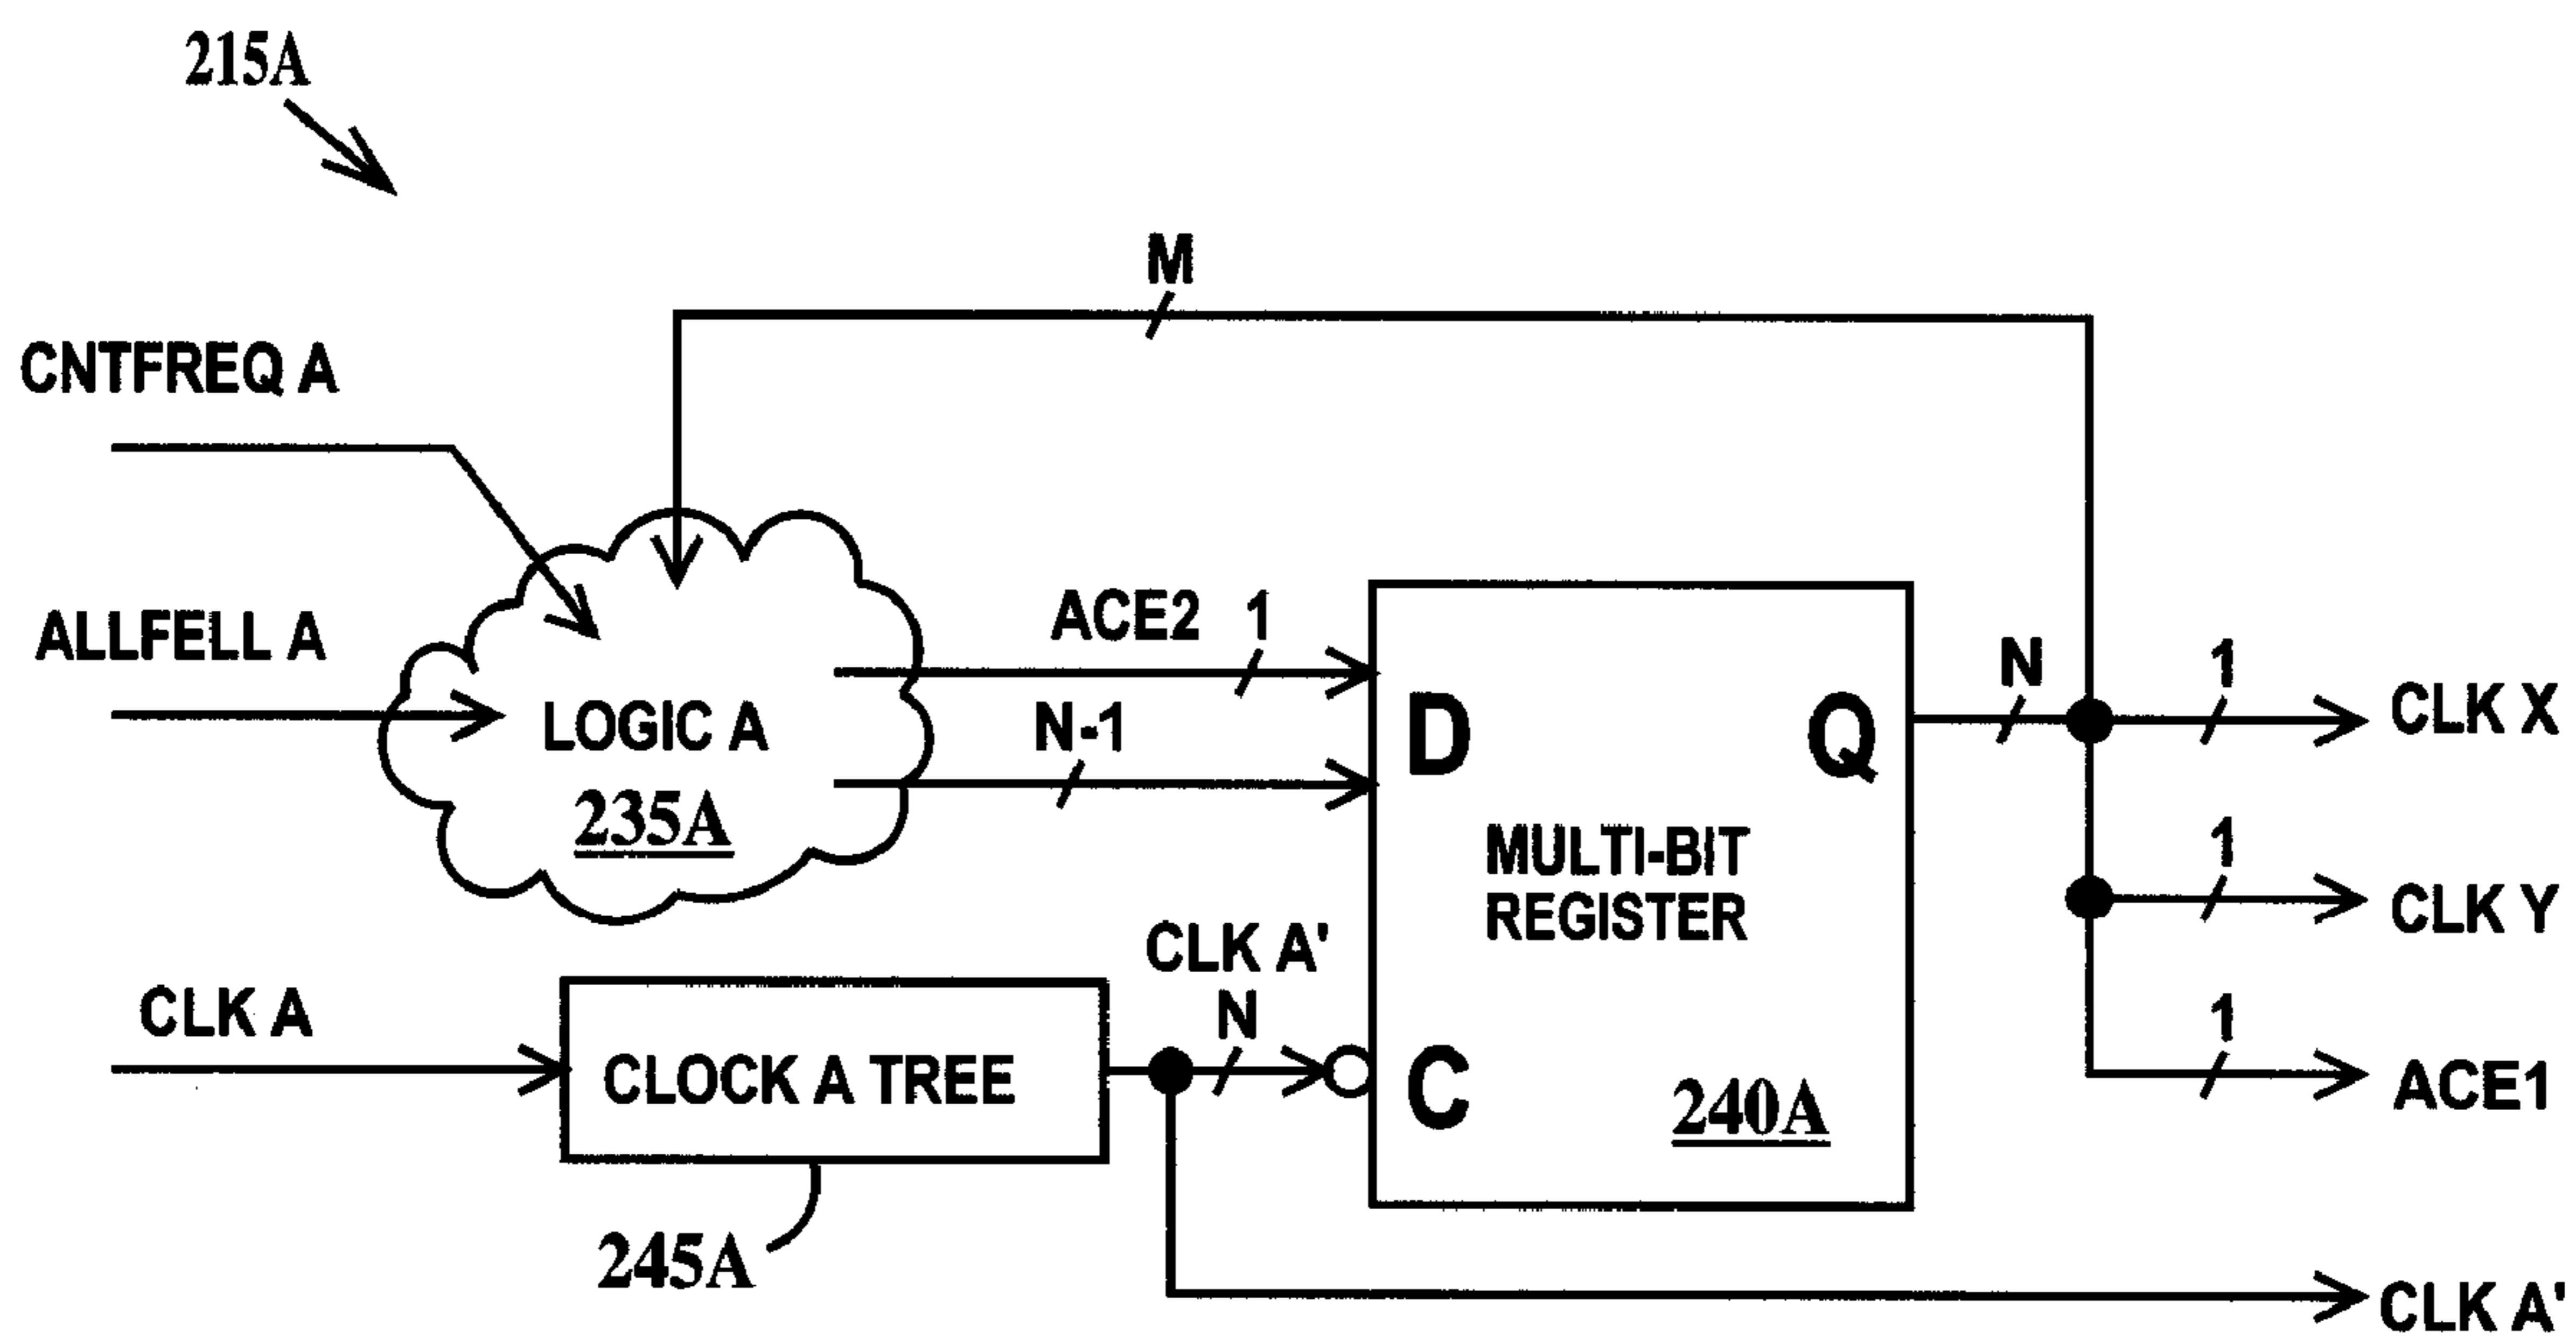 215A
M
CNTFREQ A
ALLFELL A
ACE2 1
N-1
LOGIC A
235A
D
Q
N
1
CLK X
MULTI-BIT
REGISTER
1
CLK Y
CLK A'
N
CLK A
CLOCK A TREE
C
240A
1
ACE1
245A
CLK A'